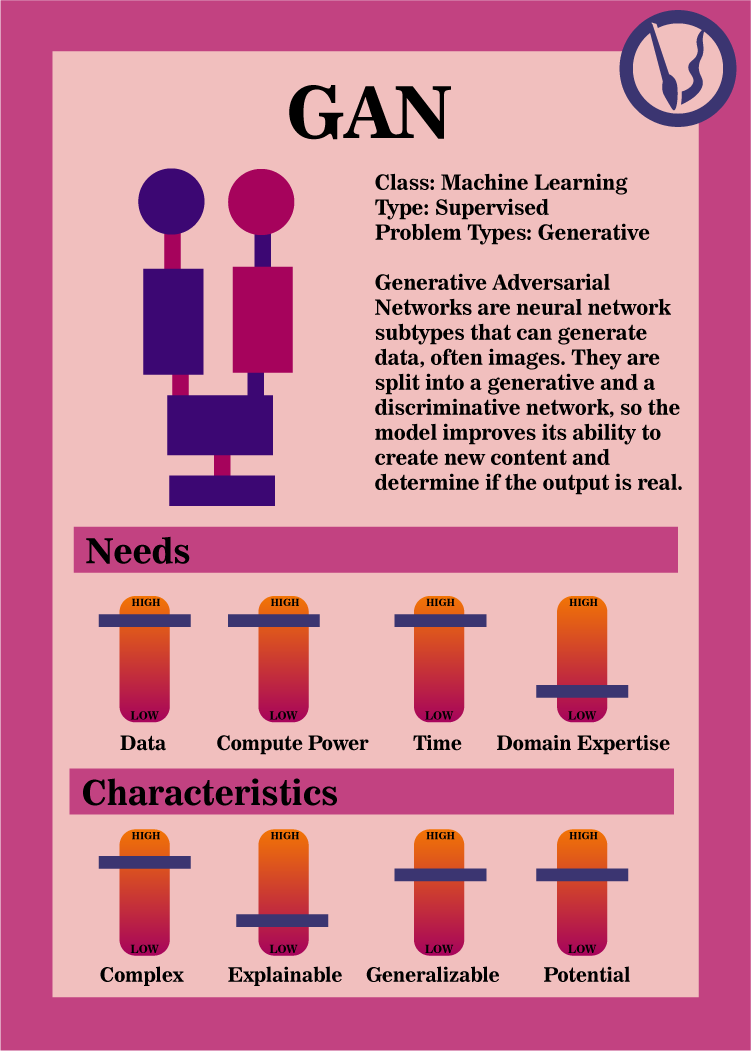 GAN
Class: Machine Learning
Type: Supervised
Problem Types: Generative
Generative Adversarial
Networks are neural network
subtypes that can generate
data, often images. They are
split into a generative and a
discriminative network, so the
model improves its ability to
create new content and
determine if the output is real.
Needs
HIGH HIGH HIGH HIGH
LOW LOW LOW LOW
Data Compute Power Time Domain Expertise
Characteristics
HIGH HIGH HIGH HIGH
LOW LOW LOW LOW
Complex Explainable Generalizable Potential